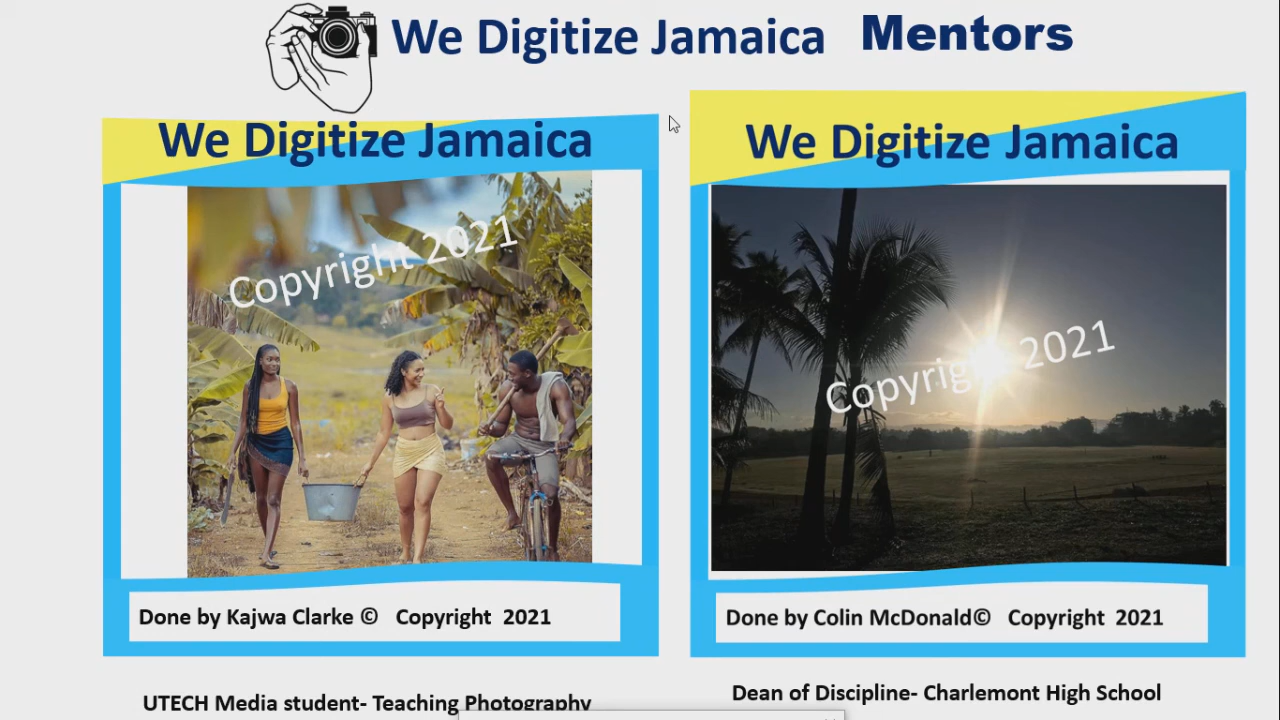 We Digitize Jamaica Mentors
We Digitize Jamaica
Copyright 2021
Done by Kajwa Clarke © Copyright 2021
UTECH Media student- Teaching Photography
We Digitize Jamaica
Copyright 2021
Done by Colin McDonald© Copyright 2021
Dean of Discipline- Charlemont High School